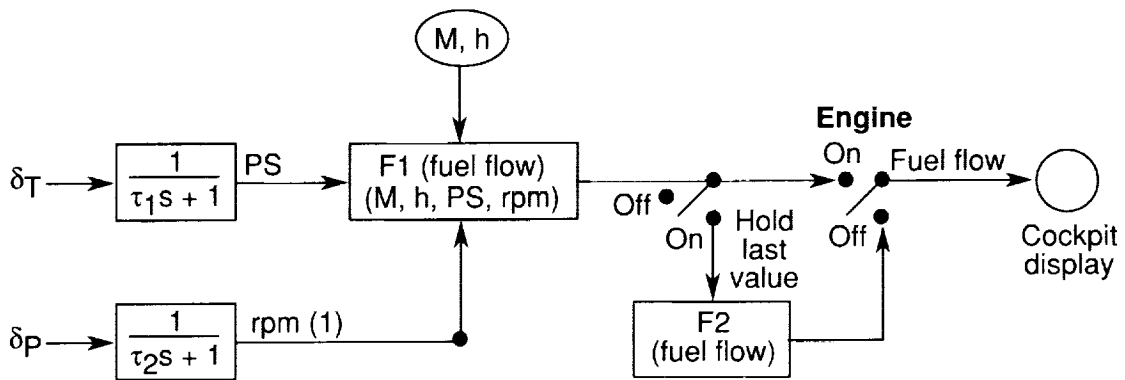 M, h
Engine
On
Fuel flow
δT
1
τ1s + 1
PS
F1 (fuel flow)
(M, h, PS, rpm)
Off
On
Hold
last
value
Off
Cockpit
display
δP
1
τ2s + 1
rpm (1)
F2
(fuel flow)